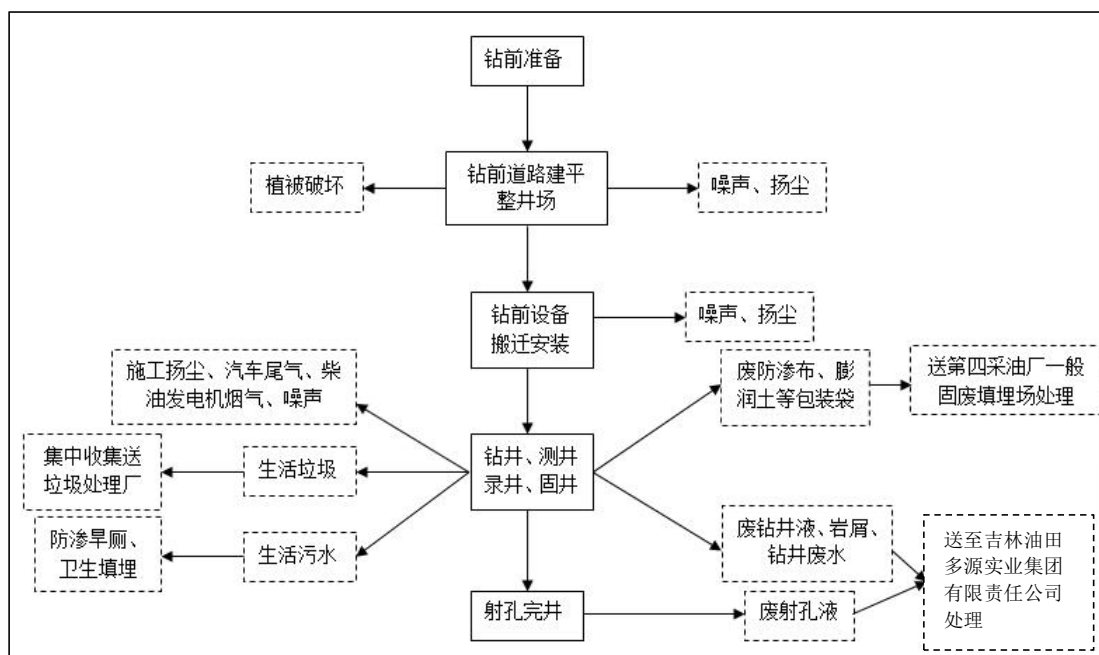 钻前准备
植被破坏
钻前道路建平
整井场
噪声、扬尘
钻前设备
搬迁安装
噪声、扬尘
施工扬尘、汽车尾气、柴
油发电机烟气、噪声
废防渗布、膨
润土等包装袋
送第四采油厂一般
固废填埋场处理
集中收集送
垃圾处理厂
生活垃圾
钻井、测井
录井、固井
防渗旱厕、
卫生填埋
生活污水
废钻井液、岩屑、
钻井废水
送至吉林油田
多源实业集团
有限责任公司
处理
射孔完井
废射孔液